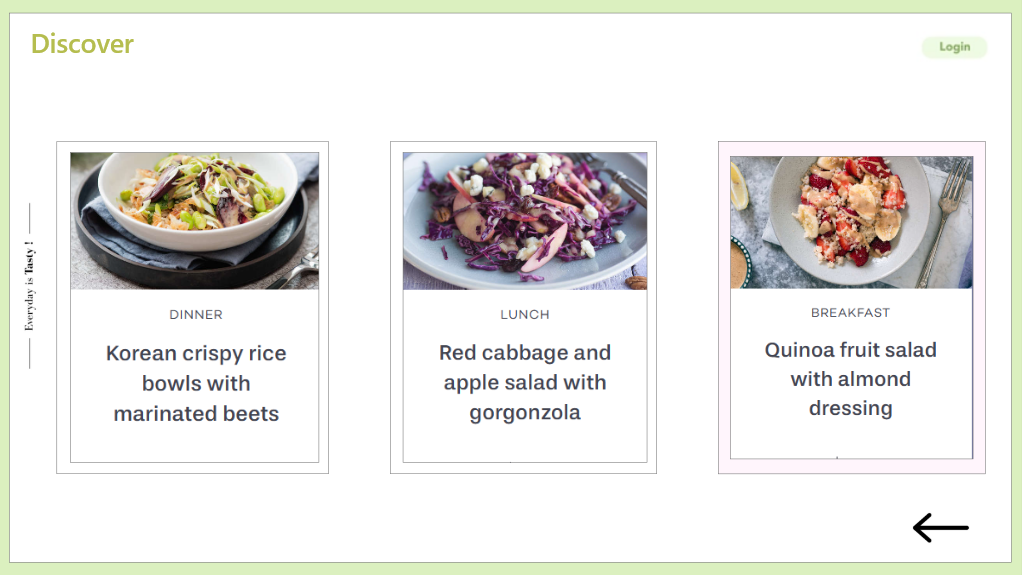 Discover
Login
Everyday is Tasty !
DINNER
Korean crispy rice
bowls with
marinated beets
LUNCH
Red cabbage and
apple salad with
gorgonzola
BREAKFAST
Quinoa fruit salad
with almond
dressing